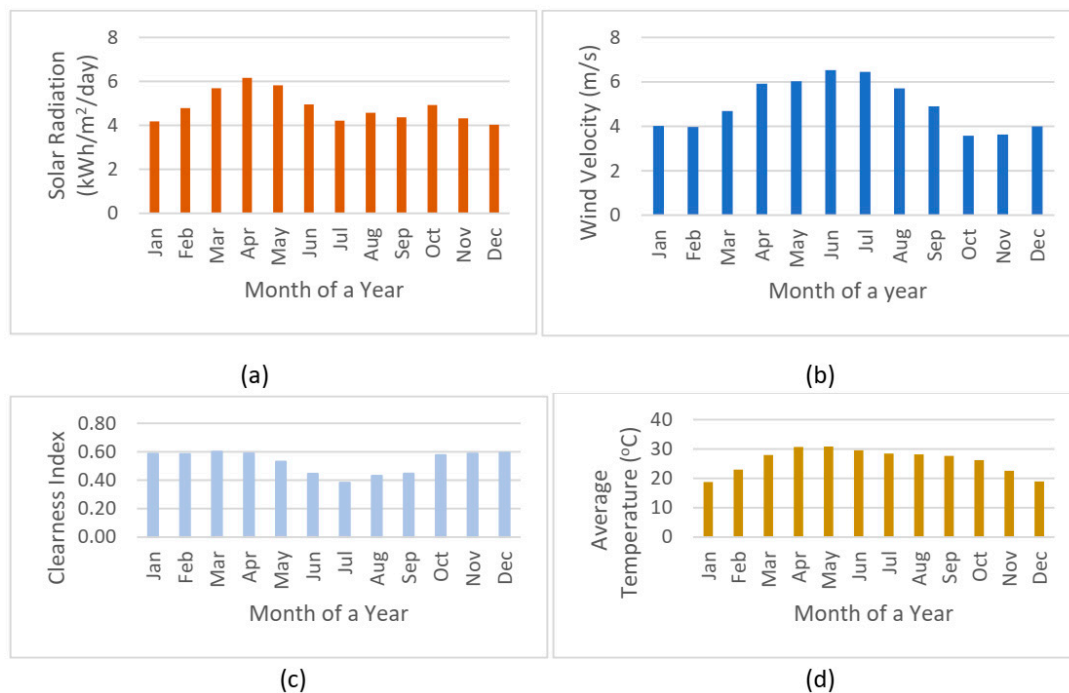 Solar Radiation
(kWh/m²/day)
8
6
4
2
0
Jan
Feb
Mar
Apr
May
Jun
Jul
Aug
Sep
Oct
Nov
Dec
Month of a Year
(a)
Wind Velocity (m/s)
8
6
4
2
0
Jan
Feb
Mar
Apr
May
Jun
Jul
Aug
Sep
Oct
Nov
Dec
Month of a year
(b)
Clearness Index
0.80
0.60
0.40
0.20
0.00
Jan
Feb
Mar
Apr
May
Jun
Jul
Aug
Sep
Oct
Nov
Dec
Month of a Year
(c)
Average
Temperature (°C)
40
30
20
10
0
Jan
Feb
Mar
Apr
May
Jun
Jul
Aug
Sep
Oct
Nov
Dec
Month of a Year
(d)